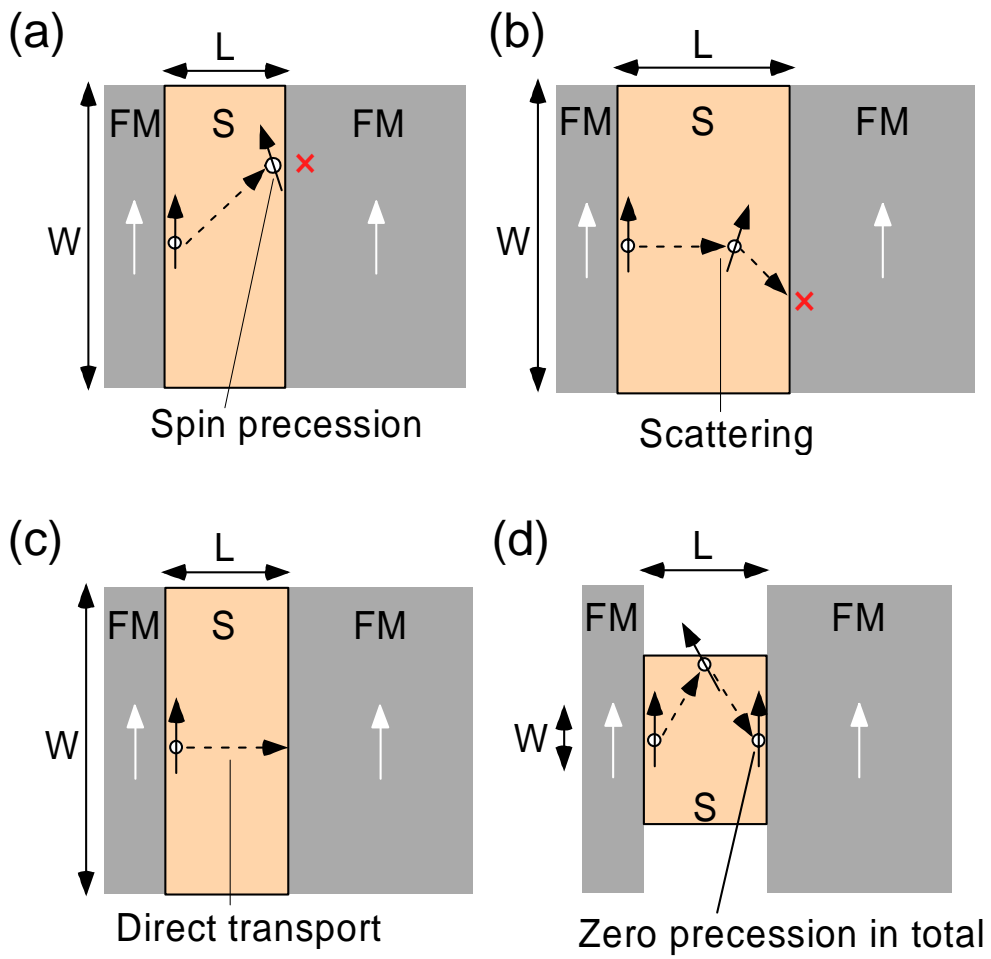 (a)
L
FM S FM
W
Spin precession
(b)
L
FM S FM
W
Scattering
(c)
L
FM S FM
W
Direct transport
(d)
L
FM FM
W
S
Zero precession in total